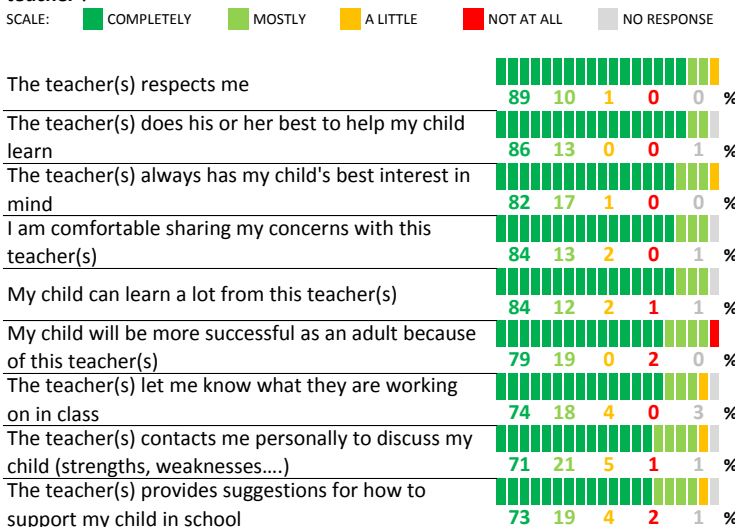 teacher?
SCALE: COMPLETELY MOSTLY A LITTLE NOT AT ALL NO RESPONSE
The teacher(s) respects me
89 10 1 0 0 %
The teacher(s) does his or her best to help my child
learn
86 13 0 0 1 %
The teacher(s) always has my child's best interest in
mind
82 17 1 0 0 %
I am comfortable sharing my concerns with this
teacher(s)
84 13 2 0 1 %
My child can learn a lot from this teacher(s)
84 12 2 1 1 %
My child will be more successful as an adult because
of this teacher(s)
79 19 0 2 0 %
The teacher(s) let me know what they are working
on in class
74 18 4 0 3 %
The teacher(s) contacts me personally to discuss my
child (strengths, weaknesses....)
71 21 5 1 1 %
The teacher(s) provides suggestions for how to
support my child in school
73 19 4 2 1 %